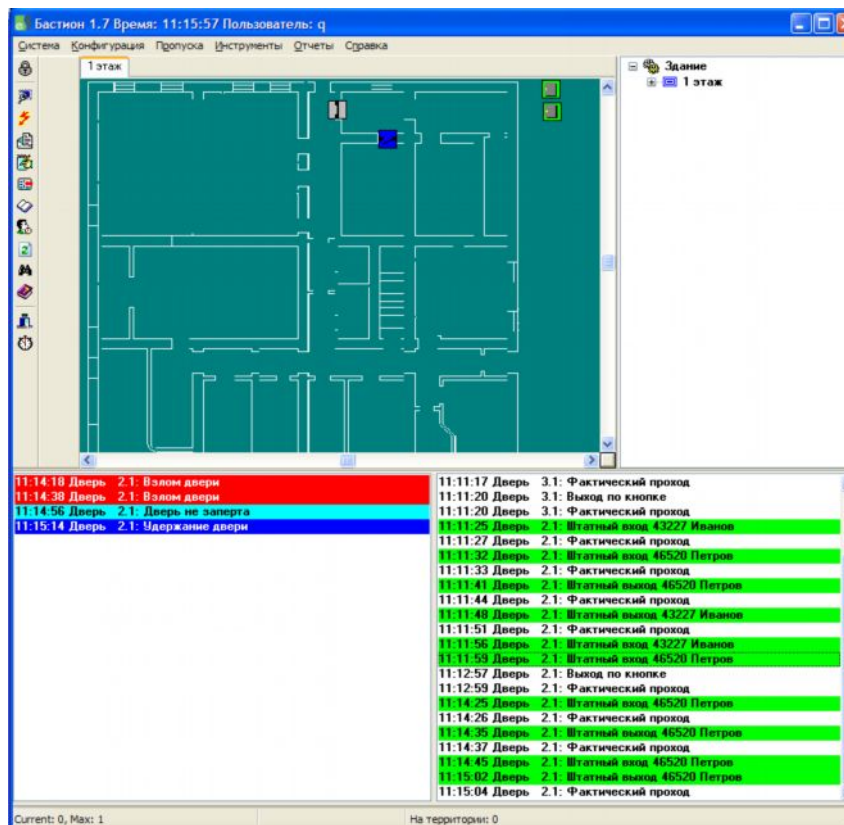 Бастион 1.7 Время: 11:15:57 Пользователь: q
Система Конфигурация Пропуска Инструменты Отчеты Справка
1 этаж
Здание
1 этаж
11:14:18 Дверь 2.1: Взлом двери
11:14:38 Дверь 2.1: Взлом двери
11:14:56 Дверь 2.1: Дверь не заперта
11:15:14 Дверь 2.1: Удержание двери
11:11:17 Дверь 3.1: Фактический проход
11:11:20 Дверь 3.1: Выход по кнопке
11:11:20 Дверь 3.1: Фактический проход
11:11:25 Дверь 2.1: Штатный вход 43227 Иванов
11:11:27 Дверь 2.1: Фактический проход
11:11:32 Дверь 2.1: Штатный вход 46520 Петров
11:11:33 Дверь 2.1: Фактический проход
11:11:41 Дверь 2.1: Штатный выход 46520 Петров
11:11:44 Дверь 2.1: Фактический проход
11:11:48 Дверь 2.1: Штатный выход 43227 Иванов
11:11:51 Дверь 2.1: Фактический проход
11:11:56 Дверь 2.1: Штатный вход 43227 Иванов
11:11:59 Дверь 2.1: Штатный вход 46520 Петров
11:12:57 Дверь 2.1: Выход по кнопке
11:12:59 Дверь 2.1: Фактический проход
11:14:25 Дверь 2.1: Штатный вход 46520 Петров
11:14:26 Дверь 2.1: Фактический проход
11:14:35 Дверь 2.1: Штатный выход 46520 Петров
11:14:37 Дверь 2.1: Фактический проход
11:14:45 Дверь 2.1: Штатный вход 46520 Петров
11:15:02 Дверь 2.1: Штатный выход 46520 Петров
11:15:04 Дверь 2.1: Фактический проход
Current: 0, Max: 1
На территории: 0